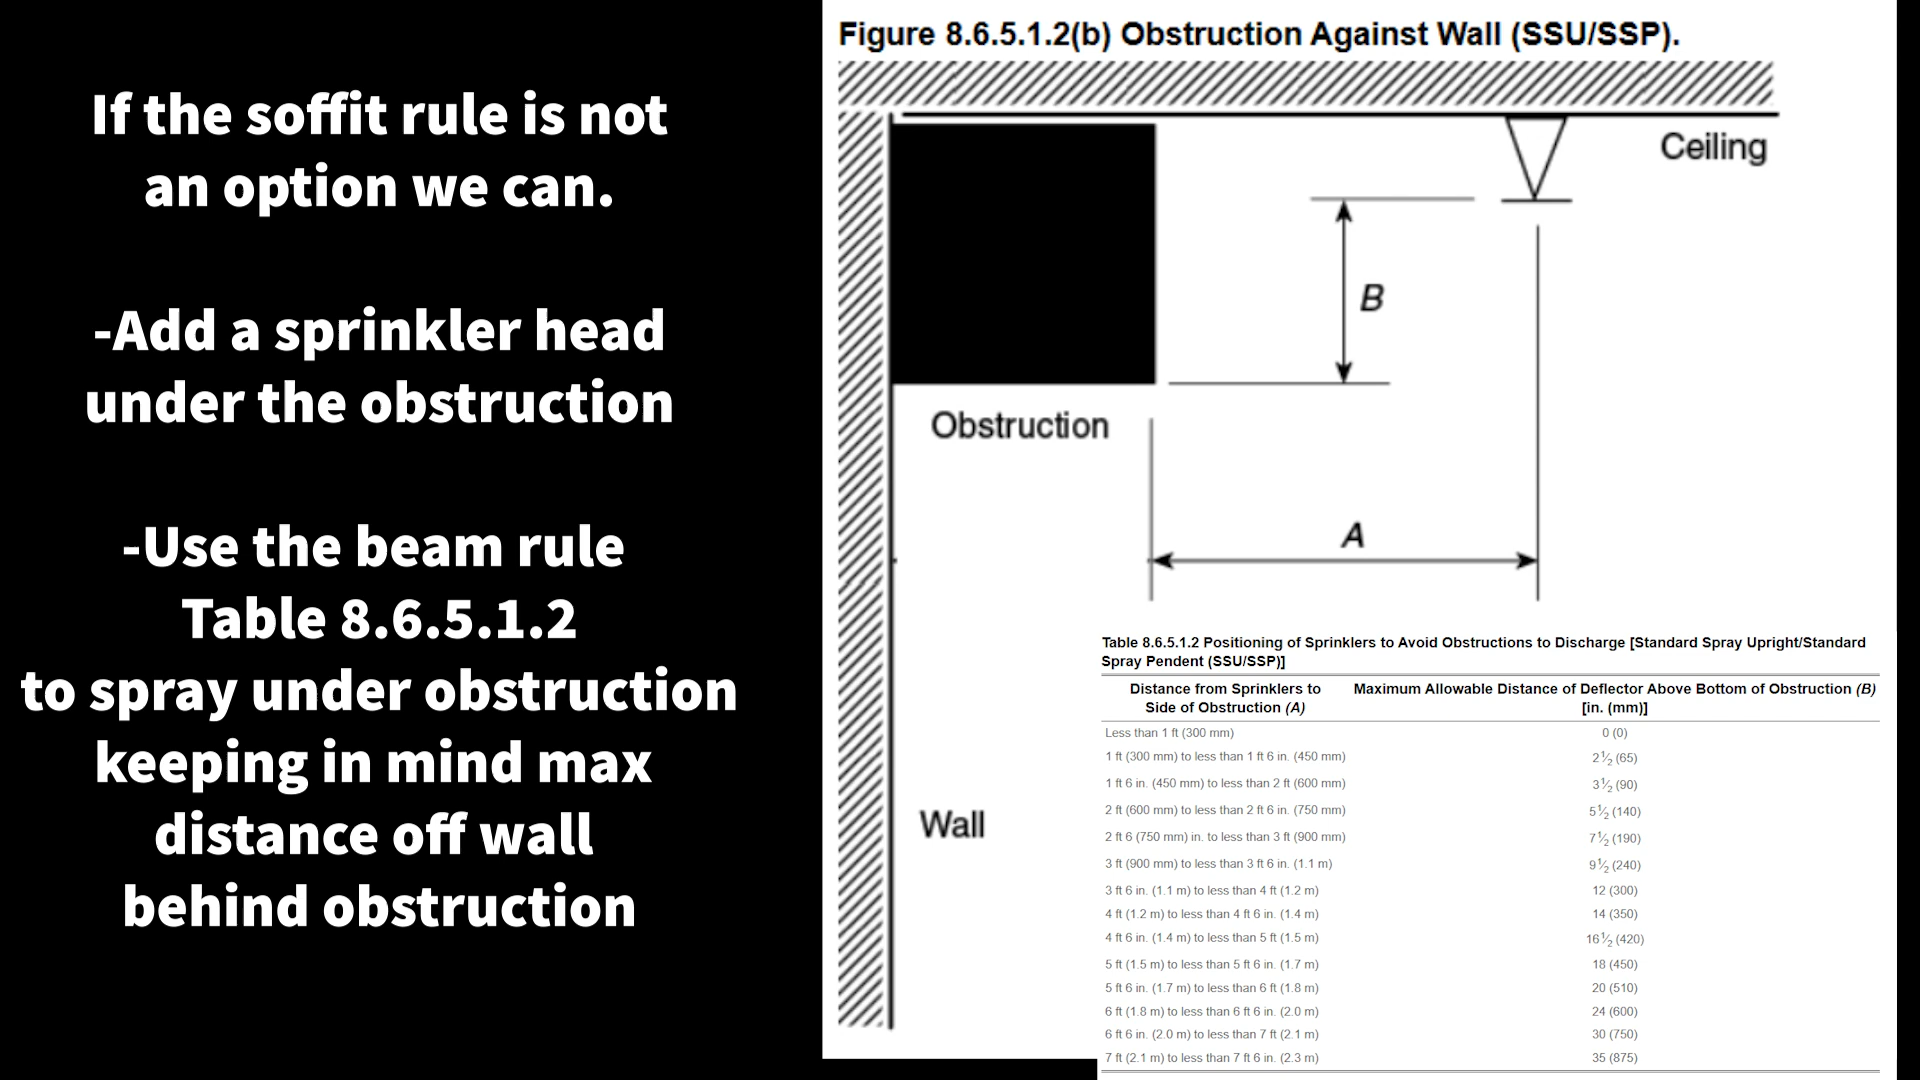 If the soffit rule is not
an option we can.
-Add a sprinkler head
under the obstruction
-Use the beam rule
Table 8.6.5.1.2
to spray under obstruction
keeping in mind max
distance off wall
behind obstruction
Figure 8.6.5.1.2(b) Obstruction Against Wall (SSU/SSP).
Ceiling
B
Obstruction
A
Wall
Table 8.6.5.1.2 Positioning of Sprinklers to Avoid Obstructions to Discharge [Standard Spray Upright/Standard
Spray Pendent (SSU/SSP)]
Distance from Sprinklers to Maximum Allowable Distance of Deflector Above Bottom of Obstruction (B)
Side of Obstruction (A) [in. (mm)]
Less than 1 ft (300 mm) 0 (0)
1 ft (300 mm) to less than 1 ft 6 in. (450 mm) 2½ (65)
1 ft 6 in. (450 mm) to less than 2 ft (600 mm) 3½ (90)
2 ft (600 mm) to less than 2 ft 6 in. (750 mm) 5½ (140)
2 ft 6 (750 mm) in. to less than 3 ft (900 mm) 7½ (190)
3 ft (900 mm) to less than 3 ft 6 in. (1.1 m) 9½ (240)
3 ft 6 in. (1.1 m) to less than 4 ft (1.2 m) 12 (300)
4 ft (1.2 m) to less than 4 ft 6 in. (1.4 m) 14 (350)
4 ft 6 in. (1.4 m) to less than 5 ft (1.5 m) 16½ (420)
5 ft (1.5 m) to less than 5 ft 6 in. (1.7 m) 18 (450)
5 ft 6 in. (1.7 m) to less than 6 ft (1.8 m) 20 (510)
6 ft (1.8 m) to less than 6 ft 6 in. (2.0 m) 24 (600)
6 ft 6 in. (2.0 m) to less than 7 ft (2.1 m) 30 (750)
7 ft (2.1 m) to less than 7 ft 6 in. (2.3 m) 35 (875)